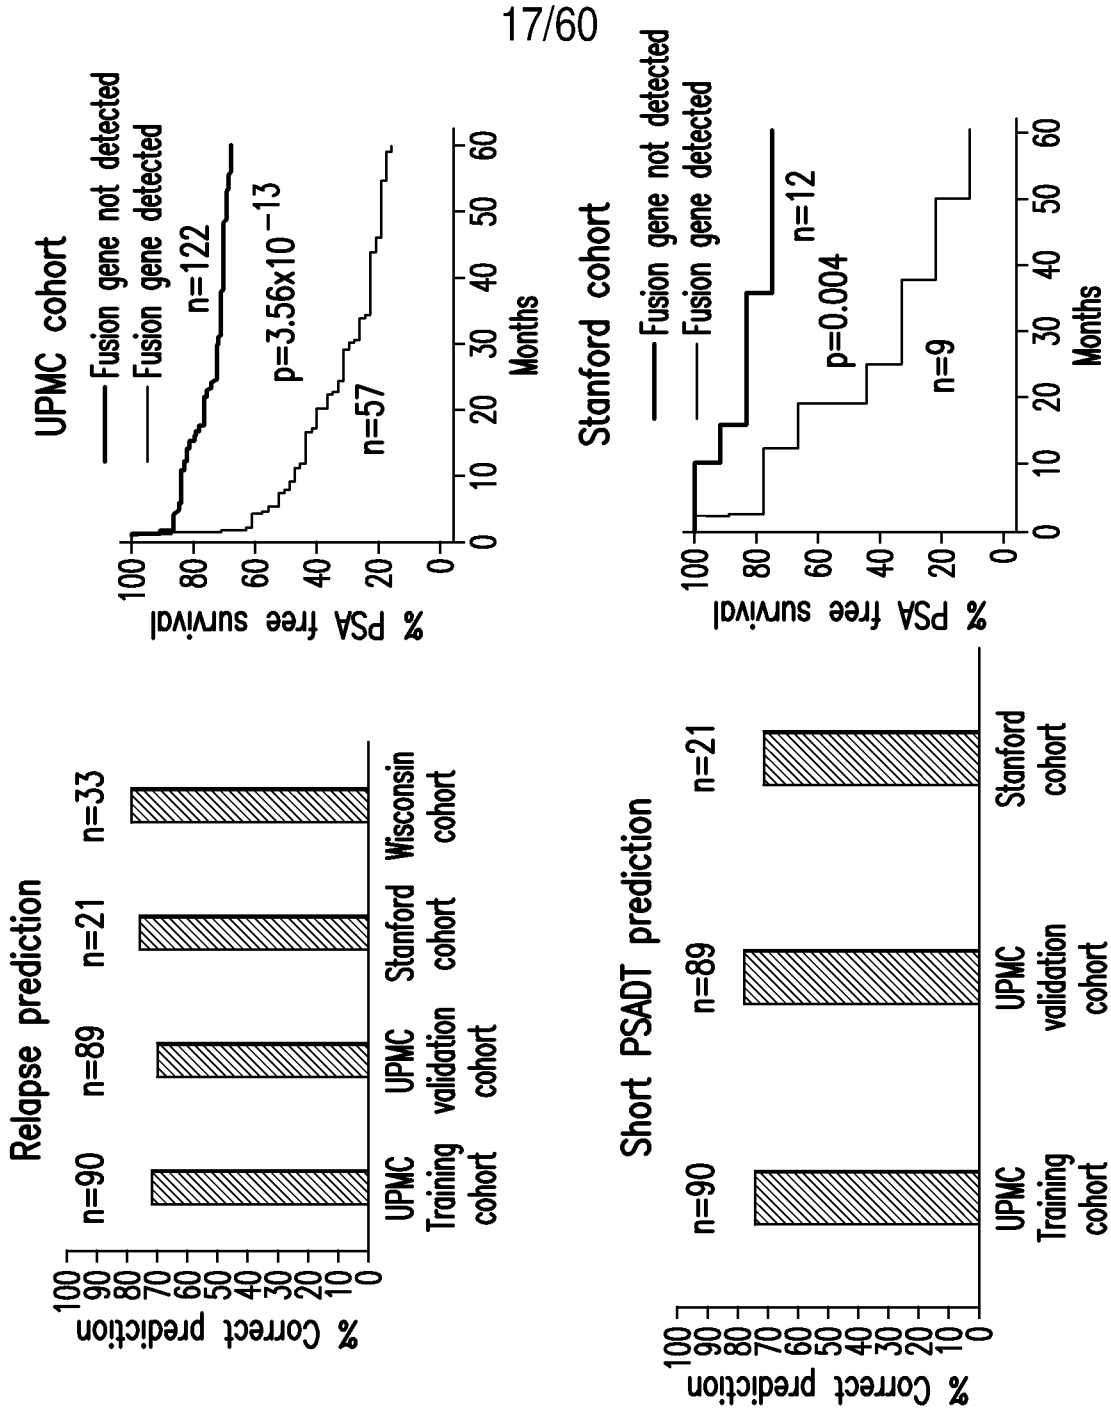 17/60
Relapse prediction
% Correct prediction
100
90
80
70
60
50
40
30
20
10
0
n=90
n=89
n=21
n=33
UPMC
Training
cohort
UPMC
validation
cohort
Stanford
cohort
Wisconsin
cohort
UPMC cohort
Fusion gene not detected
Fusion gene detected
% PSA free survival
100
80
60
40
20
0
n=122
p=3.56x10⁻¹³
n=57
0
10
20
30
40
50
60
Months
Short PSADT prediction
% Correct prediction
100
90
80
70
60
50
40
30
20
10
0
n=90
n=89
n=21
UPMC
Training
cohort
UPMC
validation
cohort
Stanford
cohort
Stanford cohort
Fusion gene not detected
Fusion gene detected
% PSA free survival
100
80
60
40
20
0
n=12
p=0.004
n=9
0
10
20
30
40
50
60
Months